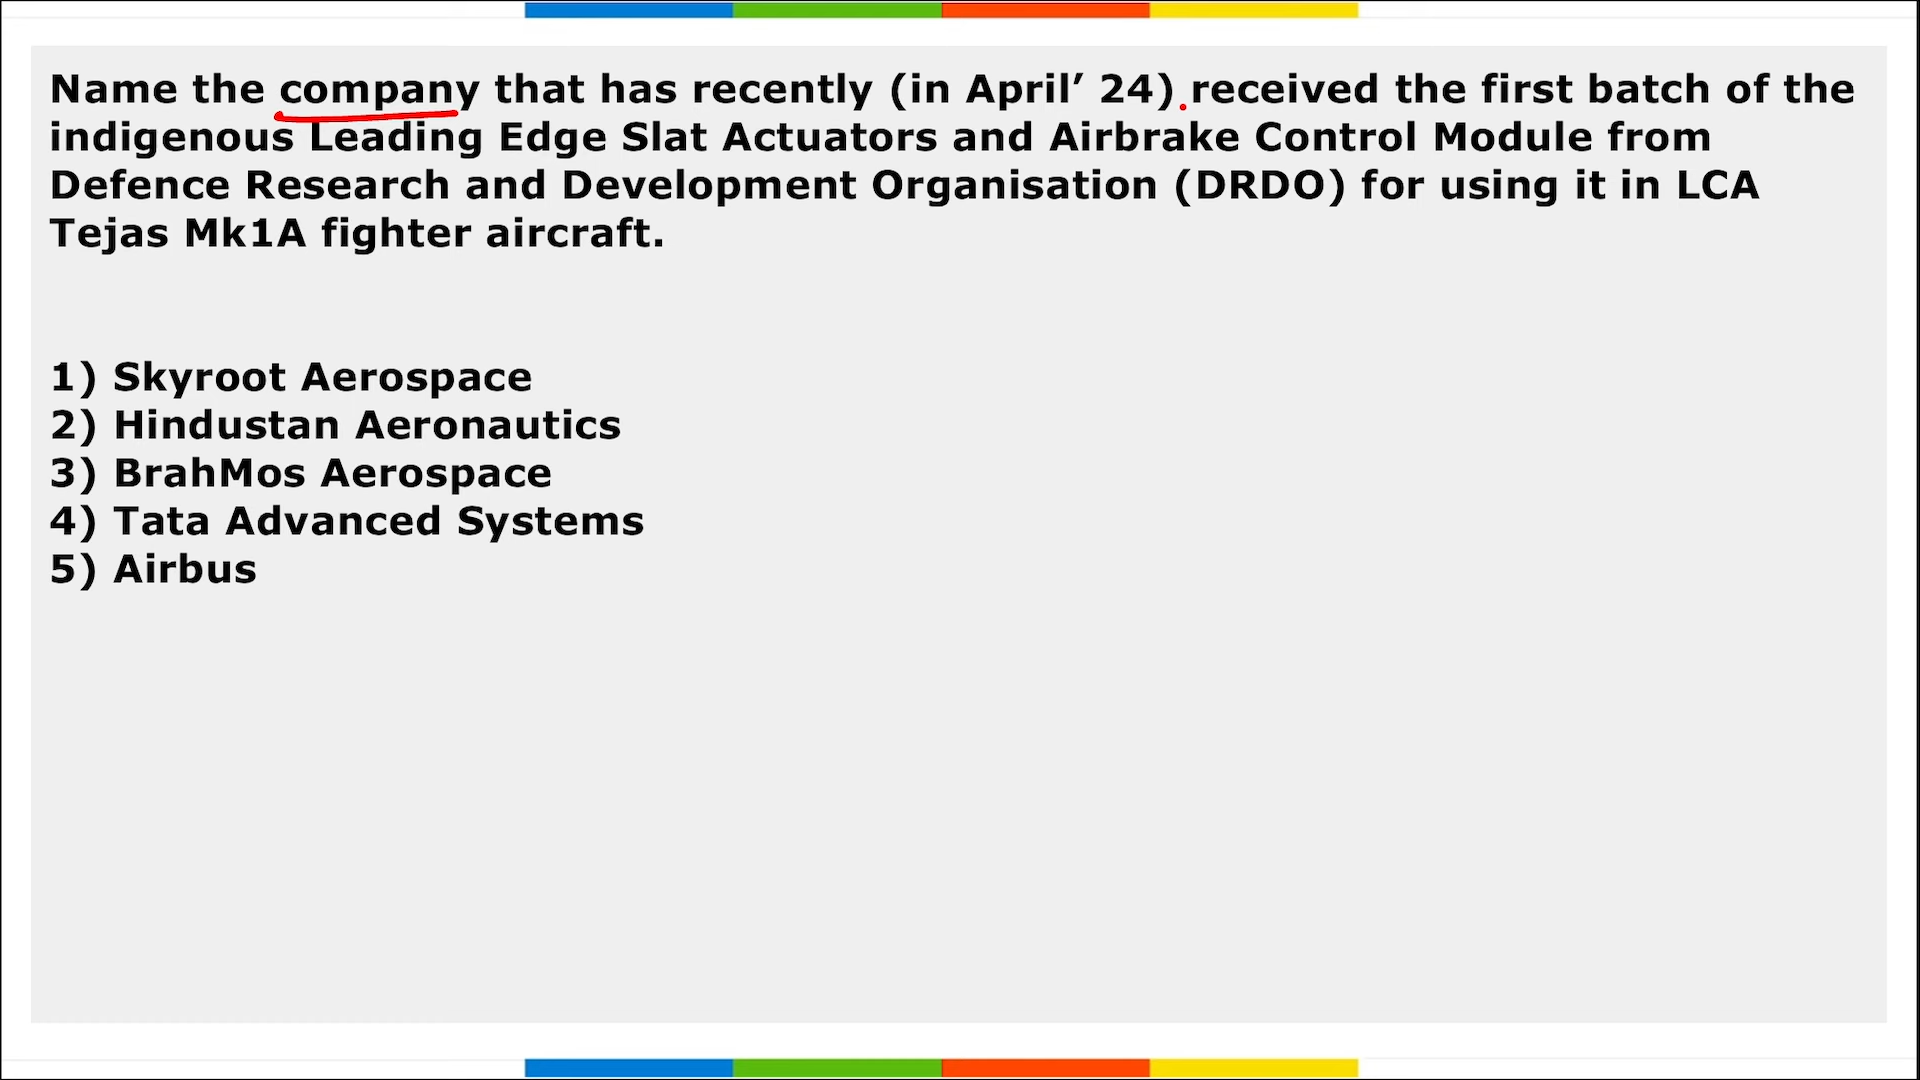 Name the company that has recently (in April’ 24) received the first batch of the
indigenous Leading Edge Slat Actuators and Airbrake Control Module from
Defence Research and Development Organisation (DRDO) for using it in LCA
Tejas Mk1A fighter aircraft.
1) Skyroot Aerospace
2) Hindustan Aeronautics
3) BrahMos Aerospace
4) Tata Advanced Systems
5) Airbus